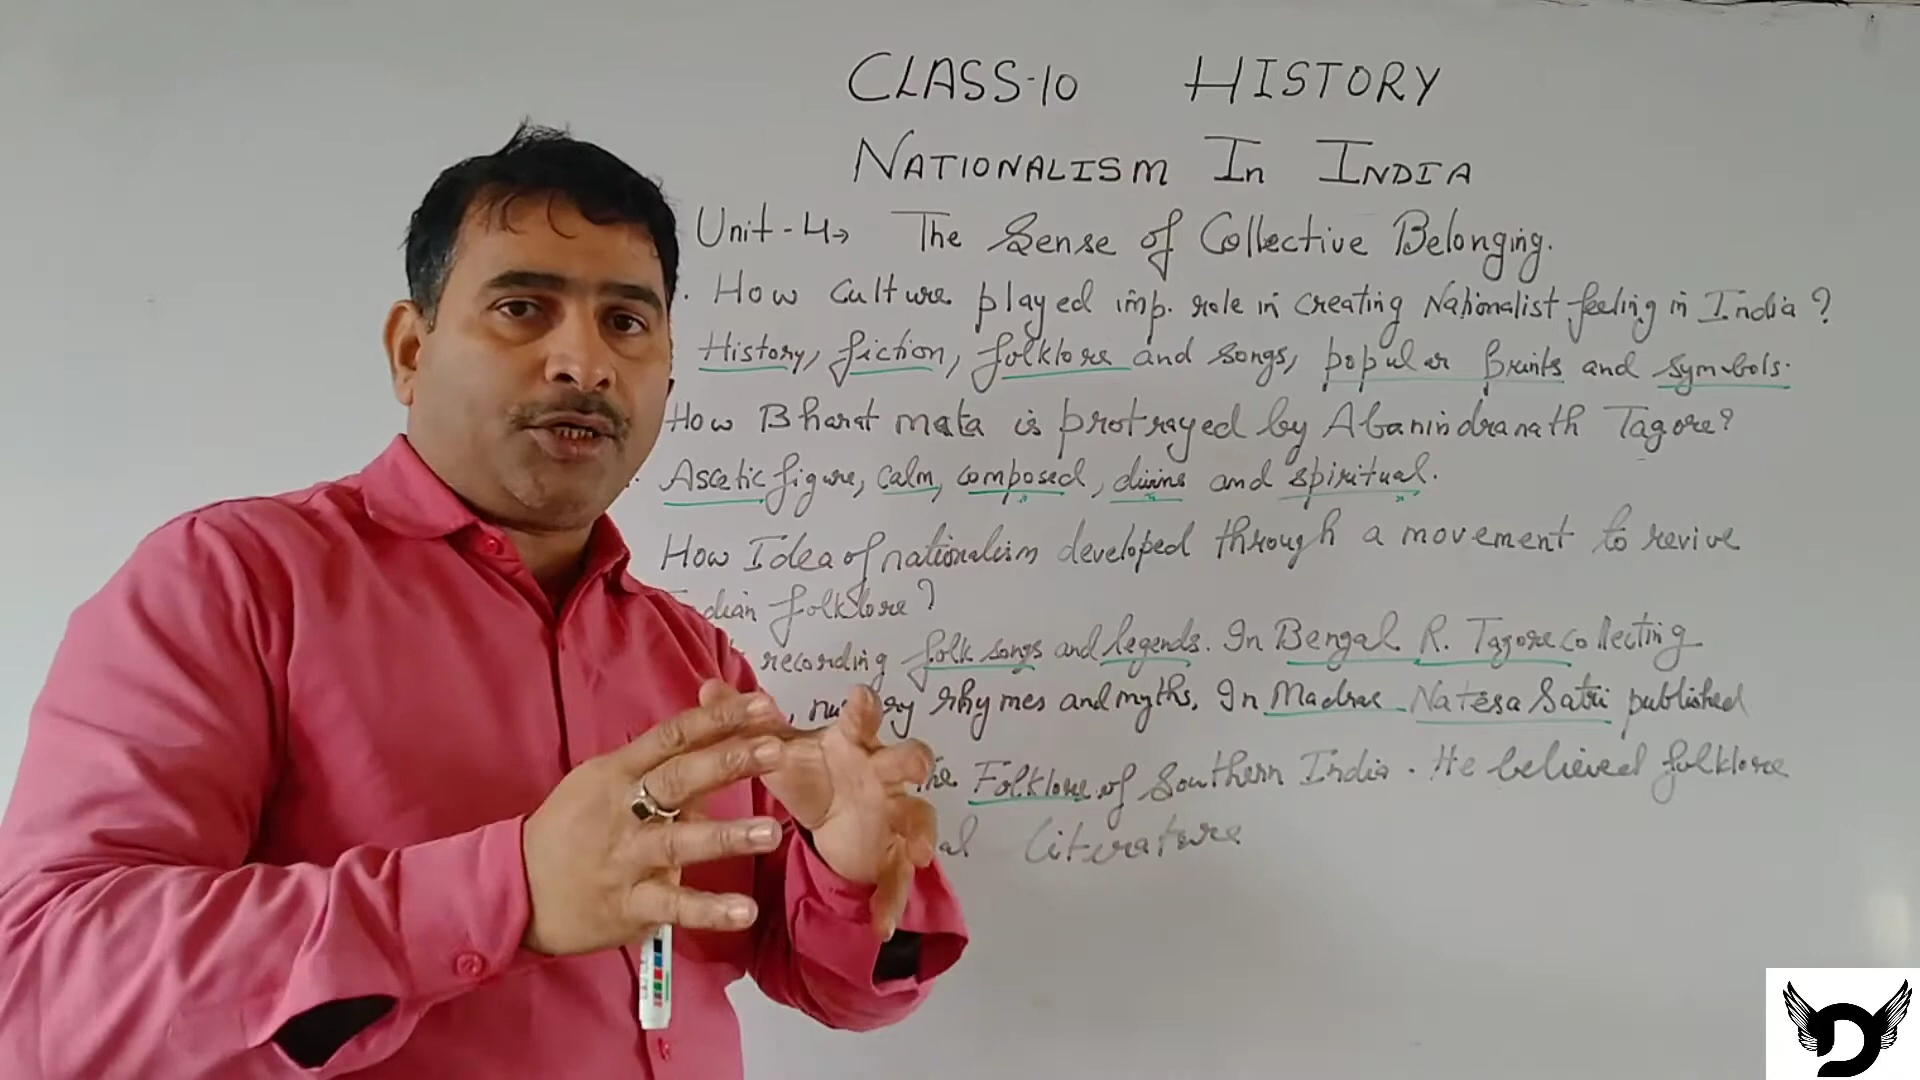 CLASS-10 HISTORY
NATIONALISM IN INDIA
Unit-4→ The Sense of Collective Belonging.
. How Culture played imp. role in creating Nationalist feeling in India?
History, fiction, folklore and songs, popular prints and symbols.
How Bharat mata is protrayed by Abanindranath Tagore?
Ascetic figure, calm, composed, divine and spiritual.
How Idea of nationalism developed through a movement to revive
folklore?
recording folk songs and legends. In Bengal R. Tagore collecting
rhymes and myths. In Madras Natesa Satri published
Folklore of Southern India. He believed folklore
literature